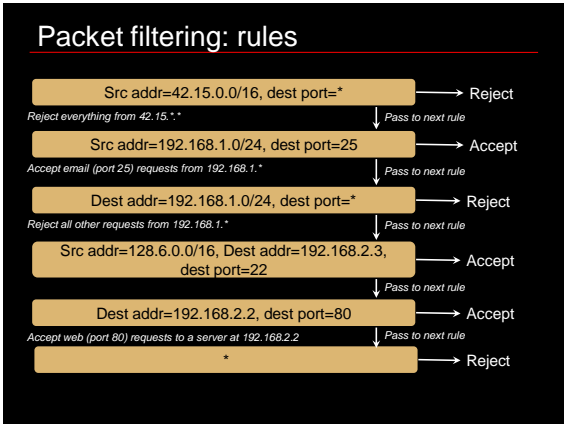 Packet filtering: rules
Src addr=42.15.0.0/16, dest port=*
Reject
Reject everything from 42.15.*.*
Pass to next rule
Src addr=192.168.1.0/24, dest port=25
Accept
Accept email (port 25) requests from 192.168.1.*
Pass to next rule
Dest addr=192.168.1.0/24, dest port=*
Reject
Reject all other requests from 192.168.1.*
Pass to next rule
Src addr=128.6.0.0/16, Dest addr=192.168.2.3,
dest port=22
Accept
Pass to next rule
Dest addr=192.168.2.2, dest port=80
Accept
Accept web (port 80) requests to a server at 192.168.2.2
Pass to next rule
*
Reject